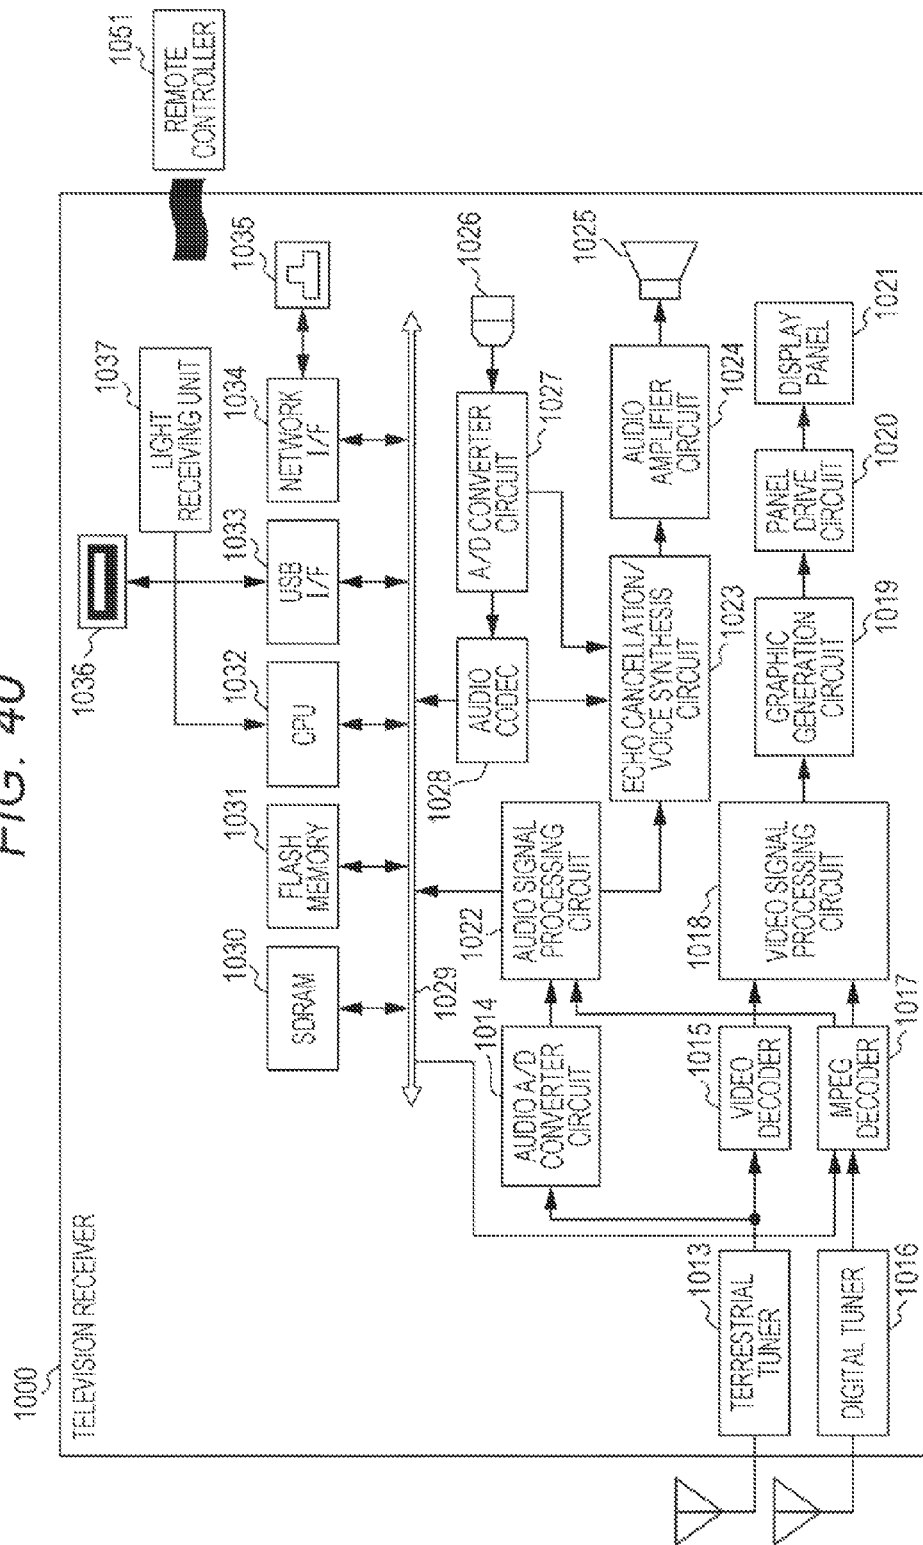 FIG. 40
1000
TELEVISION RECEIVER
1051
REMOTE
CONTROLLER
1036
1037
LIGHT
RECEIVING UNIT
1030
SDRAM
1031
FLASH
MEMORY
1032
CPU
1033
USB
I/F
1034
NETWORK
I/F
1035
1029
1028
AUDIO
CODEC
A/D CONVERTER
CIRCUIT
1027
1026
1014
AUDIO A/D
CONVERTER
CIRCUIT
1022
AUDIO SIGNAL
PROCESSING
CIRCUIT
ECHO CANCELLATION/
VOICE SYNTHESIS
CIRCUIT
1023
AUDIO
AMPLIFIER
CIRCUIT
1024
1025
1013
TERRESTRIAL
TUNER
1015
VIDEO
DECODER
1018
VIDEO SIGNAL
PROCESSING
CIRCUIT
GRAPHIC
GENERATION
CIRCUIT
1019
PANEL
DRIVE
CIRCUIT
1020
DISPLAY
PANEL
1021
DIGITAL TUNER
1016
MPEG
DECODER
1017